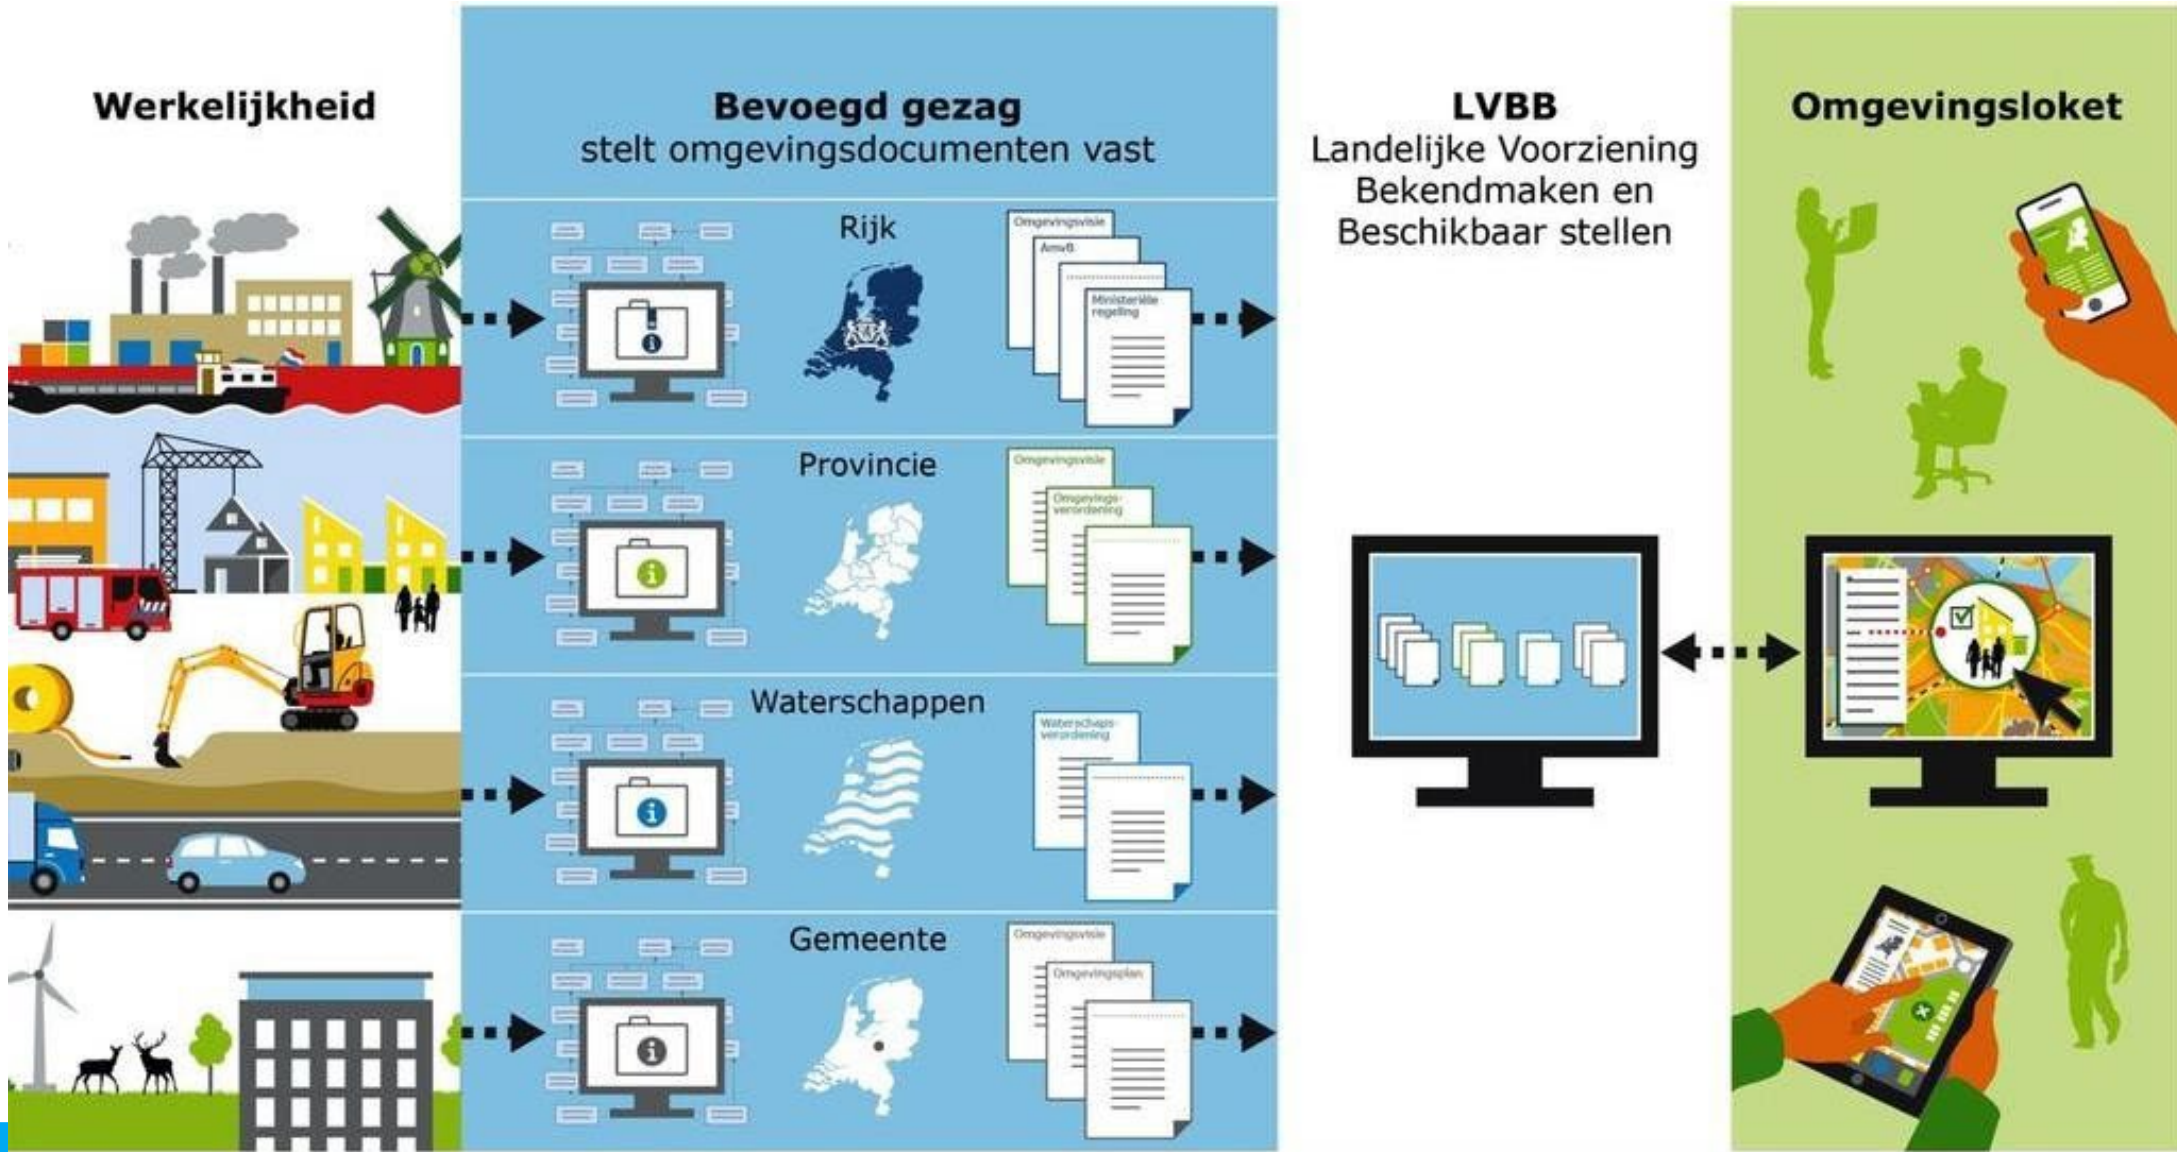 Werkelijkheid
Bevoegd gezag
stelt omgevingsdocumenten vast
LVBB
Landelijke Voorziening
Bekendmaken en
Beschikbaar stellen
Omgevingsloket
Rijk
Omgevingsvisie
AmvB
Ministeriële
regeling
Provincie
Omgevingsvisie
Omgevings-
verordening
Waterschappen
Waterschaps-
verordening
Gemeente
Omgevingsvisie
Omgevingsplan